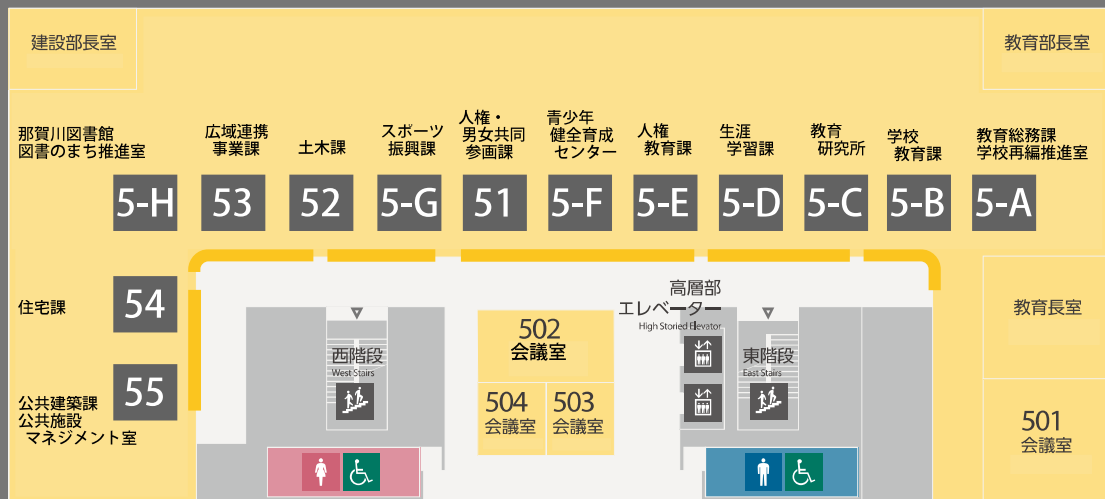 建設部長室
教育部長室
那賀川図書館
図書のまち推進室
広域連携
事業課
土木課
スポーツ
振興課
人権・
男女共同
参画課
青少年
健全育成
センター
人権
教育課
生涯
学習課
教育
研究所
学校
教育課
教育総務課
学校再編推進室
5-H
53
52
5-G
51
5-F
5-E
5-D
5-C
5-B
5-A
住宅課
54
公共建築課
公共施設
マネジメント室
55
西階段
West Stairs
502
会議室
504
会議室
503
会議室
高層部
エレベーター
High Storied Elevator
東階段
East Stairs
教育長室
501
会議室